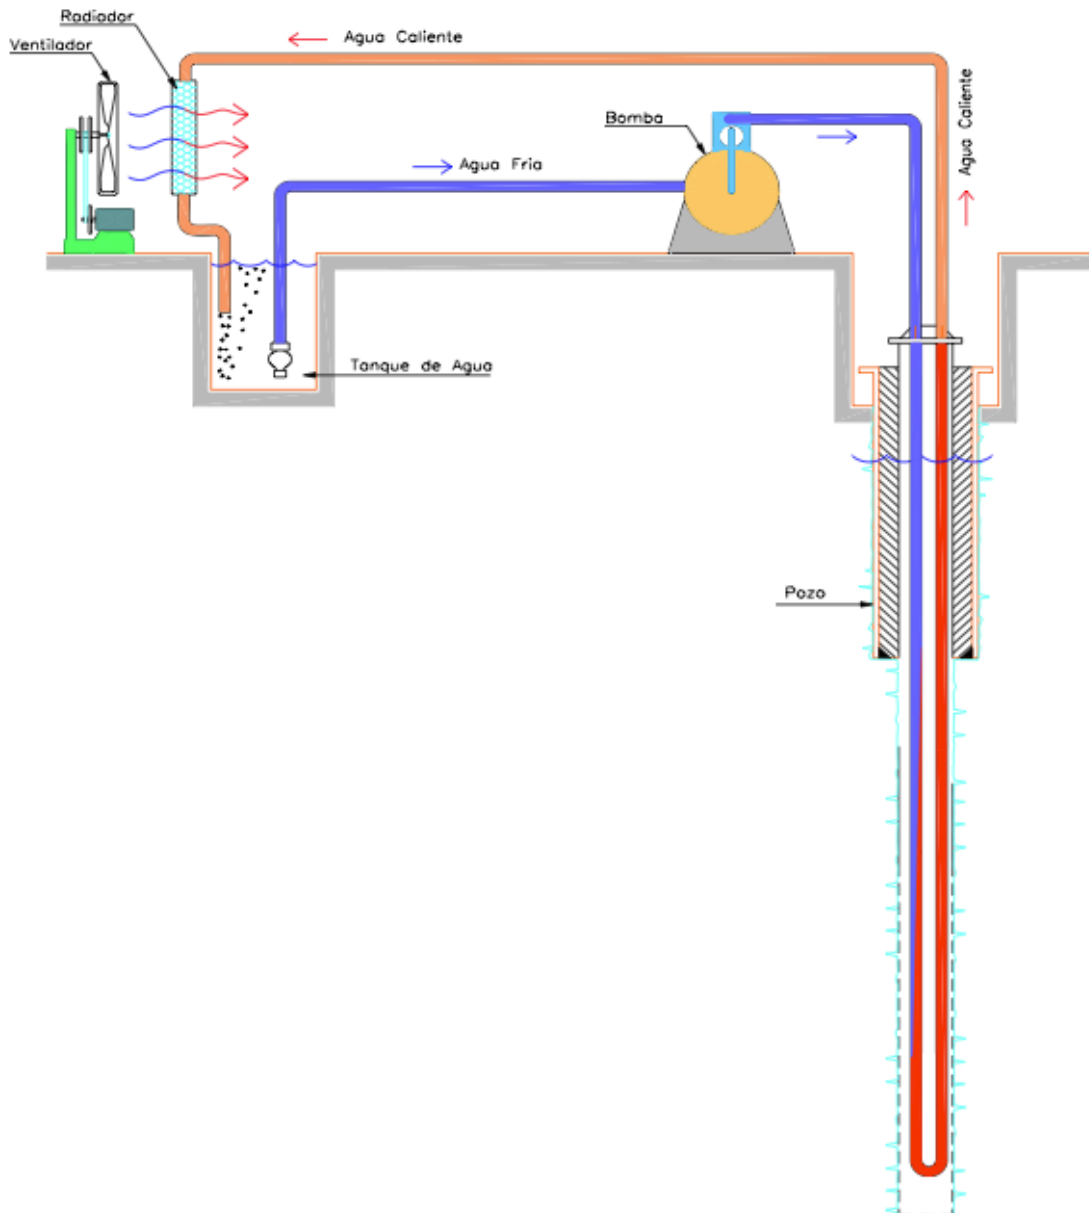 Radiador
Ventilador
Agua Caliente
Agua Caliente
Bomba
Agua Fria
Tanque de Agua
Pozo